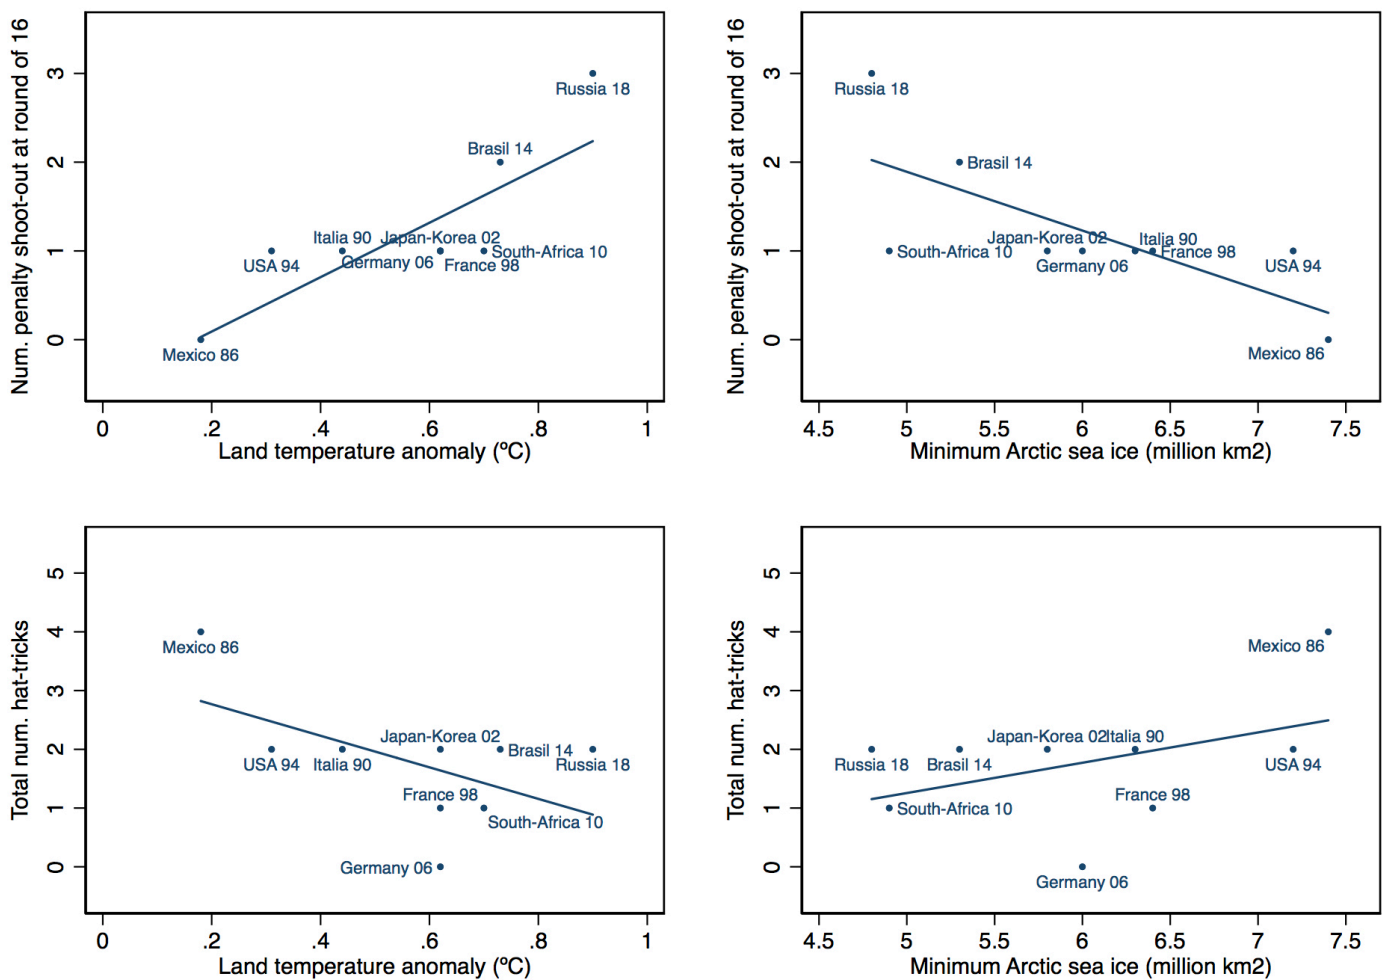 Num. penalty shoot-out at round of 16
3
2
1
0
Russia 18
Brasil 14
Italia 90
Japan-Korea 02
USA 94
Germany 06
France 98
South-Africa 10
Mexico 86
0
.2
.4
.6
.8
1
Land temperature anomaly (ºC)
Num. penalty shoot-out at round of 16
3
2
1
0
Russia 18
Brasil 14
South-Africa 10
Japan-Korea 02
Germany 06
Italia 90
France 98
USA 94
Mexico 86
4.5
5
5.5
6
6.5
7
7.5
Minimum Arctic sea ice (million km2)
Total num. hat-tricks
5
4
3
2
1
0
Mexico 86
USA 94
Italia 90
Japan-Korea 02
Brasil 14
Russia 18
France 98
South-Africa 10
Germany 06
0
.2
.4
.6
.8
1
Land temperature anomaly (ºC)
Total num. hat-tricks
5
4
3
2
1
0
Mexico 86
Russia 18
Brasil 14
Japan-Korea 02
Italia 90
USA 94
South-Africa 10
France 98
Germany 06
4.5
5
5.5
6
6.5
7
7.5
Minimum Arctic sea ice (million km2)